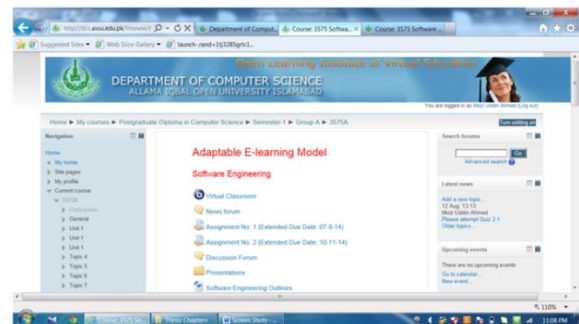 http://dcs.aiou.edu.pk/lmsnew/c
Department of Comput...
Course: 3575 Softwa...
Course: 3575 Software ...
Suggested Sites
Web Slice Gallery
Open Learning Institute of Virtual Education
DEPARTMENT OF COMPUTER SCIENCE
ALLAMA IQBAL OPEN UNIVERSITY ISLAMABAD
You are logged in as Moiz Uddin Ahmed (Log out)
Home ► My courses ► Postgraduate Diploma in Computer Science ► Semester-1 ► Group A ► 3575A
Turn editing on
Navigation
Home
My home
Site pages
My profile
Current course
3575A
Participants
General
Unit 1
Unit 1
Unit 1
Topic 4
Topic 5
Topic 6
Topic 7
Adaptable E-learning Model
Software Engineering
Virtual Classroom
News forum
Assignment No. 1 (Extended Due Date: 07-9-14)
Assignment No. 2 (Extended Due Date: 10-11-14)
Discussion Forum
Presentations
Software Engineering Outlines
Search forums
Go
Advanced search
Latest news
Add a new topic...
12 Aug, 13:13
Moiz Uddin Ahmed
Please attempt Quiz 2.1
Older topics ...
Upcoming events
There are no upcoming events
Go to calendar...
New event...
110%
Course: 3575 So...
Thesis Chapters
Screen Shots - ...
11:08 PM